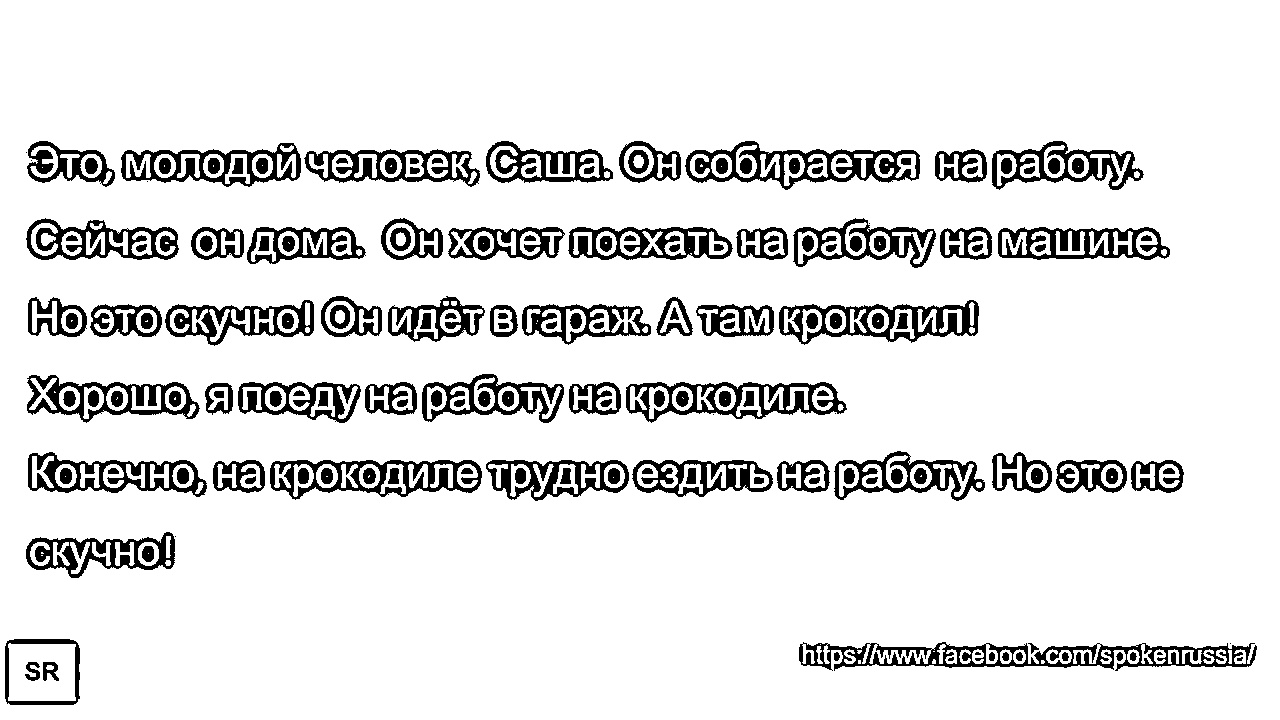 Это, молодой человек, Саша. Он собирается  на работу.
Сейчас  он дома.  Он хочет поехать на работу на машине.
Но это скучно! Он идёт в гараж. А там крокодил!
Хорошо, я поеду на работу на крокодиле.
Конечно, на крокодиле трудно ездить на работу. Но это не
скучно!
SR
https://www.facebook.com/spokenrussia/